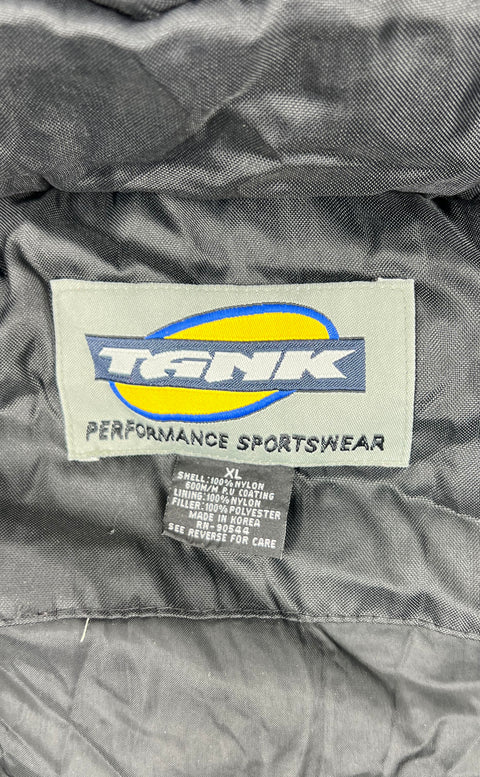 TANK
PERFORMANCE SPORTSWEAR
XL
SHELL:100% NYLON
600M/M P.U COATING
LINING:100% NYLON
FILLER:100% POLYESTER
MADE IN KOREA
RN-90544
SEE REVERSE FOR CARE